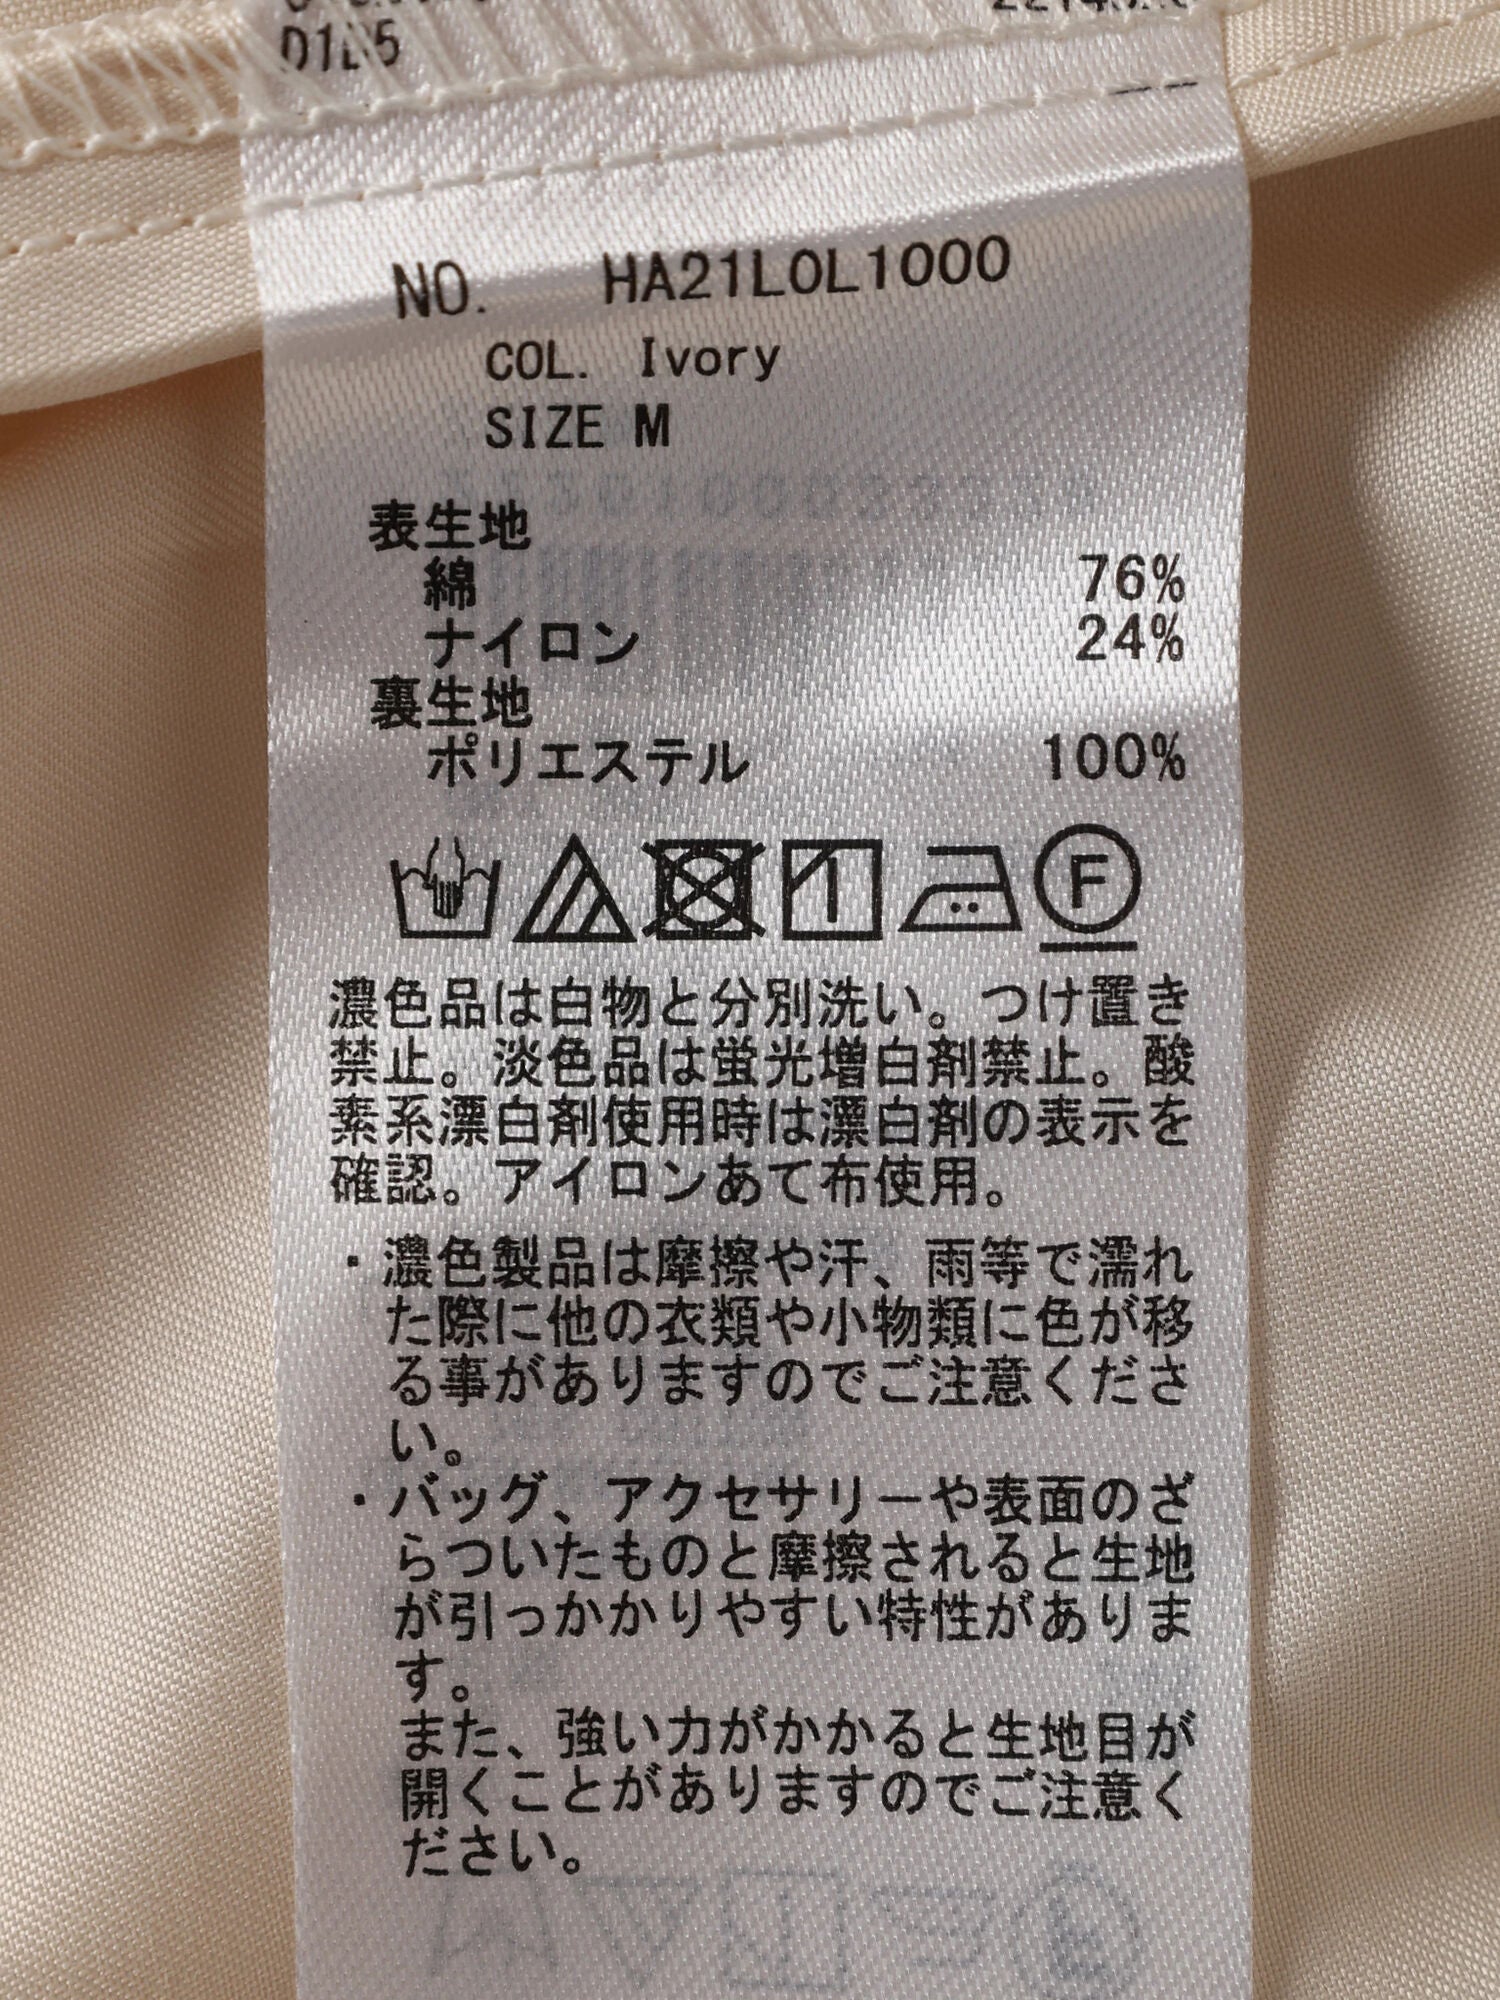 NO. HA21LOL1000
COL. Ivory
SIZE M
表生地
綿 76%
ナイロン 24%
裏生地
ポリエステル 100%
F
濃色品は白物と分別洗い。つけ置き
禁止。淡色品は蛍光増白剤禁止。酸
素系漂白剤使用時は漂白剤の表示を
確認。アイロンあて布使用。
・濃色製品は摩擦や汗、雨等で濡れ
た際に他の衣類や小物類に色が移
る事がありますのでご注意くださ
い。
・バッグ、アクセサリーや表面のざ
らついたものと摩擦されると生地
が引っかかりやすい特性がありま
す。
また、強い力がかかると生地目が
開くことがありますのでご注意く
ださい。